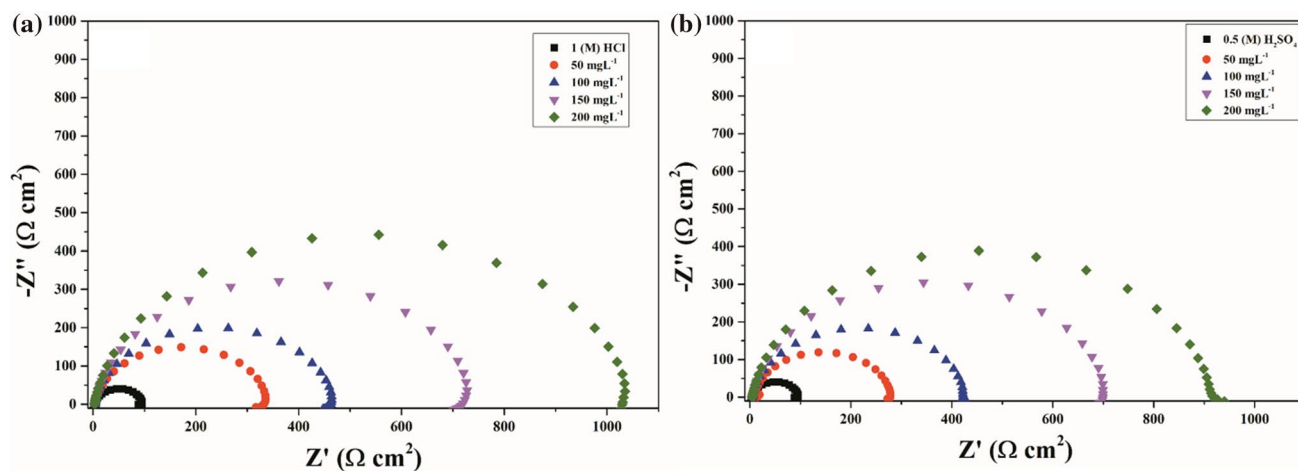 (a)
1000
900
800
700
600
500
400
300
200
100
0
-Z" (Ω cm²)
1 (M) HCl
50 mgL⁻¹
100 mgL⁻¹
150 mgL⁻¹
200 mgL⁻¹
0
200
400
600
800
1000
Z' (Ω cm²)
(b)
1000
900
800
700
600
500
400
300
200
100
0
-Z" (Ω cm²)
0.5 (M) H₂SO₄
50 mgL⁻¹
100 mgL⁻¹
150 mgL⁻¹
200 mgL⁻¹
0
200
400
600
800
1000
Z' (Ω cm²)